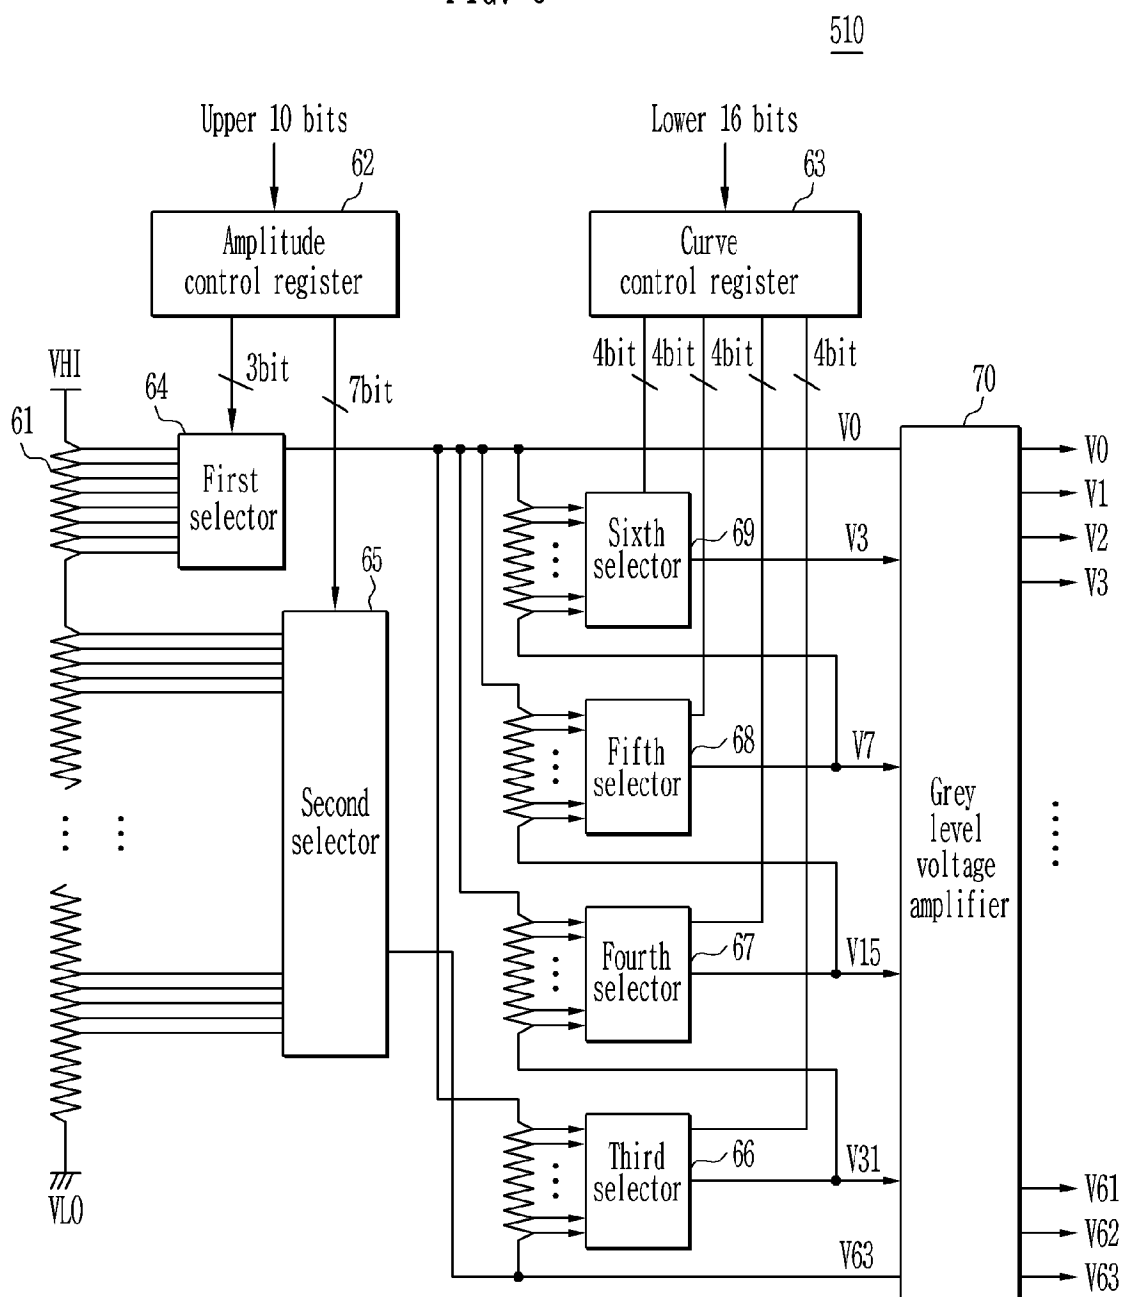 510
Upper 10 bits
Lower 16 bits
62
63
Amplitude
control register
Curve
control register
VHI
3bit
7bit
4bit
4bit
4bit
4bit
64
61
70
First
selector
V0
V0
V1
V2
V3
Sixth
selector
69
V3
65
Fifth
selector
68
V7
Second
selector
Grey
level
voltage
amplifier
Fourth
selector
67
V15
Third
selector
66
V31
VLO
V63
V61
V62
V63